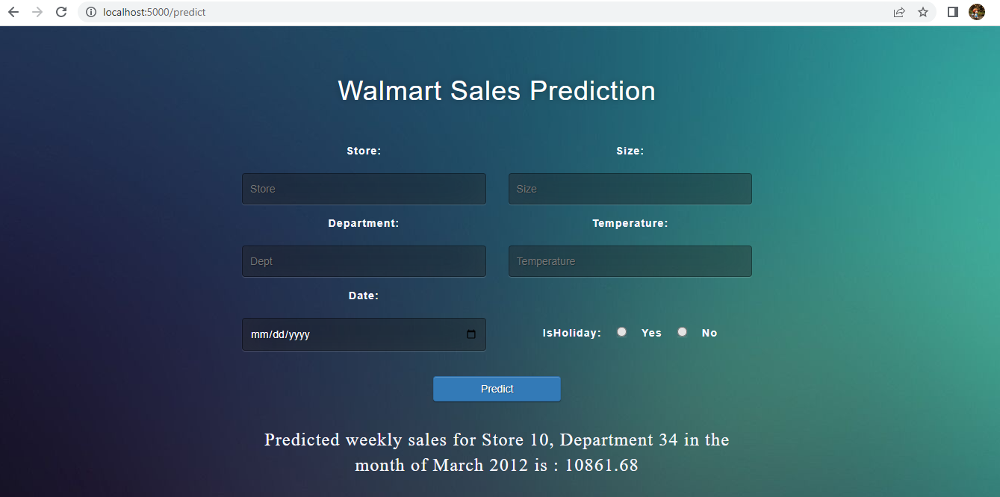 localhost:5000/predict
Walmart Sales Prediction
Store:
Size:
Store
Size
Department:
Temperature:
Dept
Temperature
Date:
mm/dd/yyyy
IsHoliday: Yes No
Predict
Predicted weekly sales for Store 10, Department 34 in the
month of March 2012 is : 10861.68